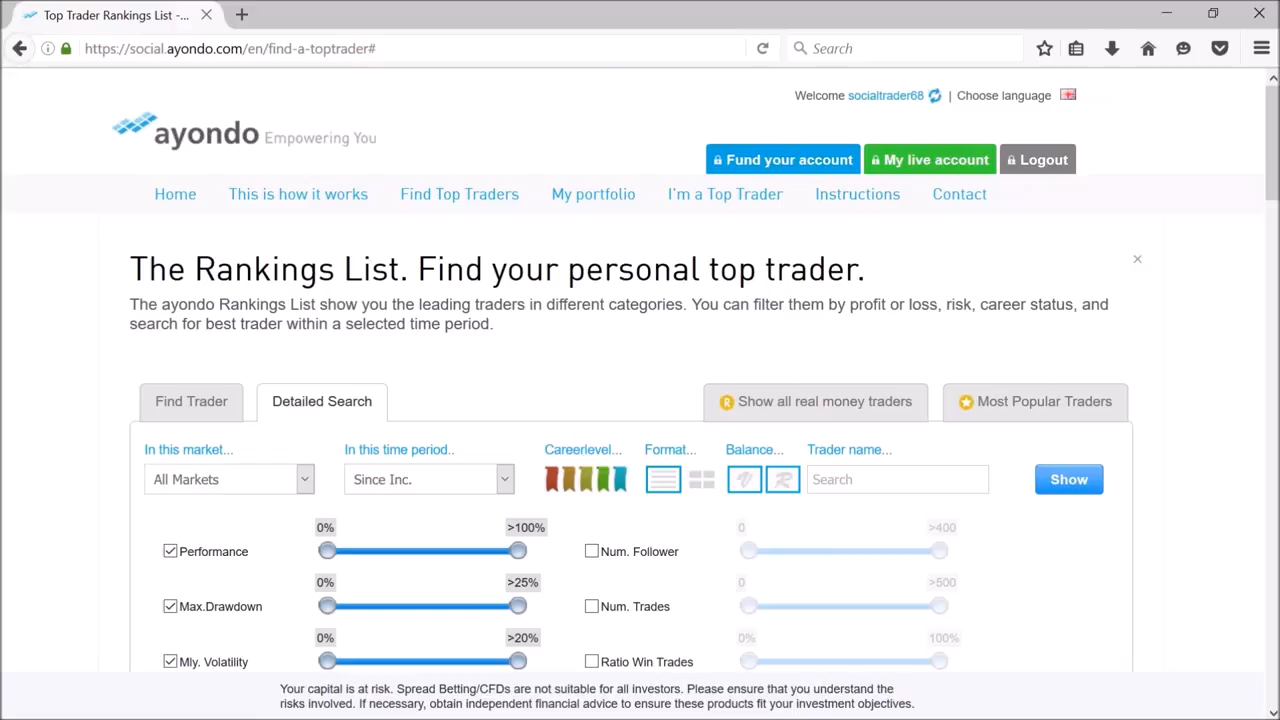 Top Trader Rankings List -...
https://social.ayondo.com/en/find-a-toptrader#
Search
Welcome socialtrader68 | Choose language
ayondo Empowering You
Fund your account
My live account
Logout
Home
This is how it works
Find Top Traders
My portfolio
I'm a Top Trader
Instructions
Contact
The Rankings List. Find your personal top trader.
The ayondo Rankings List show you the leading traders in different categories. You can filter them by profit or loss, risk, career status, and
search for best trader within a selected time period.
Find Trader
Detailed Search
R Show all real money traders
Most Popular Traders
In this market...
In this time period..
Careerlevel...
Format...
Balance...
Trader name...
All Markets
Since Inc.
V
R
Search
Show
0%
>100%
0
>400
Performance
Num. Follower
0%
>25%
0
>500
Max.Drawdown
Num. Trades
0%
>20%
0%
100%
Mly. Volatility
Ratio Win Trades
Your capital is at risk. Spread Betting/CFDs are not suitable for all investors. Please ensure that you understand the
risks involved. If necessary, obtain independent financial advice to ensure these products fit your investment objectives.